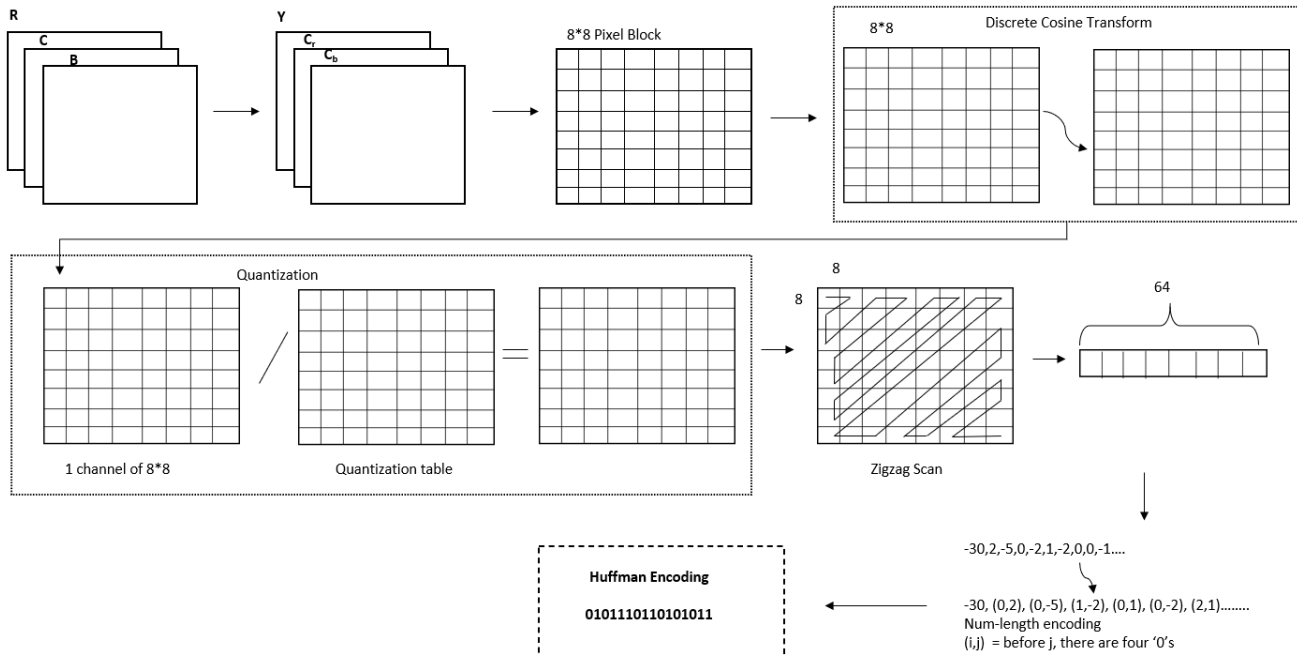 R
C
B
Y
Cr
Cb
8*8 Pixel Block
Discrete Cosine Transform
8*8
Quantization
1 channel of 8*8
Quantization table
8
8
Zigzag Scan
64
-30,2,-5,0,-2,1,-2,0,0,-1....
-30, (0,2), (0,-5), (1,-2), (0,1), (0,-2), (2,1)........
Num-length encoding
(i,j) = before j, there are four ‘0’s
Huffman Encoding
0101110110101011